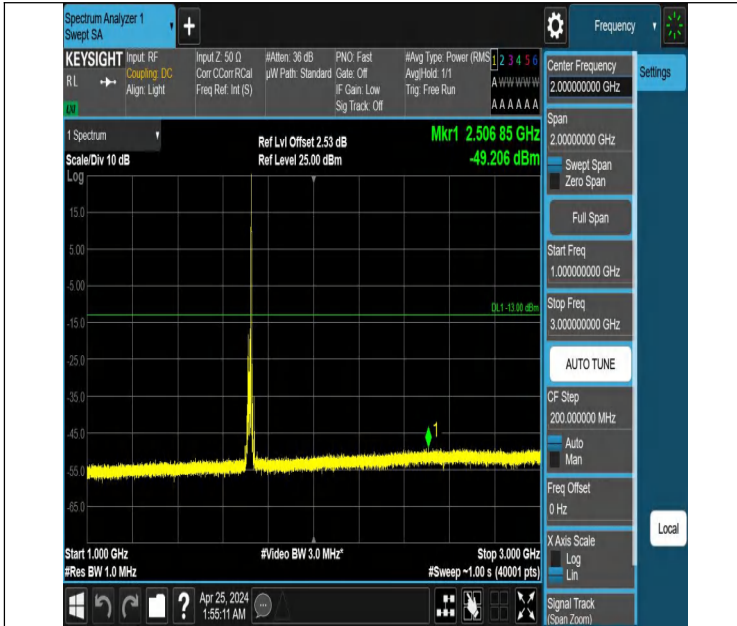 Spectrum Analyzer 1
Swept SA
+
Frequency
KEYSIGHT
RL
Input: RF
Coupling: DC
Align: Light
Input Z: 50 Ω
Corr CCorr RCal
Freq Ref: Int (S)
#Atten: 36 dB
µW Path: Standard
PNO: Fast
Gate: Off
IF Gain: Low
Sig Track: Off
#Avg Type: Power (RMS
Avg|Hold: 1/1
Trig: Free Run
1 2 3 4 5 6
A W W W W W
A A A A A A
1 Spectrum
Scale/Div 10 dB
Ref Lvl Offset 2.53 dB
Ref Level 25.00 dBm
Mkr1 2.506 85 GHz
-49.206 dBm
Log
15.0
5.00
-5.00
-15.0
-25.0
-35.0
-45.0
-55.0
-65.0
DL1 -13.00 dBm
1
Start 1.000 GHz
#Res BW 1.0 MHz
#Video BW 3.0 MHz*
Stop 3.000 GHz
#Sweep ~1.00 s (40001 pts)
?
Apr 25, 2024
1:55:11 AM
Center Frequency
2.000000000 GHz
Span
2.00000000 GHz
Swept Span
Zero Span
Full Span
Start Freq
1.000000000 GHz
Stop Freq
3.000000000 GHz
AUTO TUNE
CF Step
200.000000 MHz
Auto
Man
Freq Offset
0 Hz
X Axis Scale
Log
Lin
Signal Track
(Span Zoom)
Settings
Local